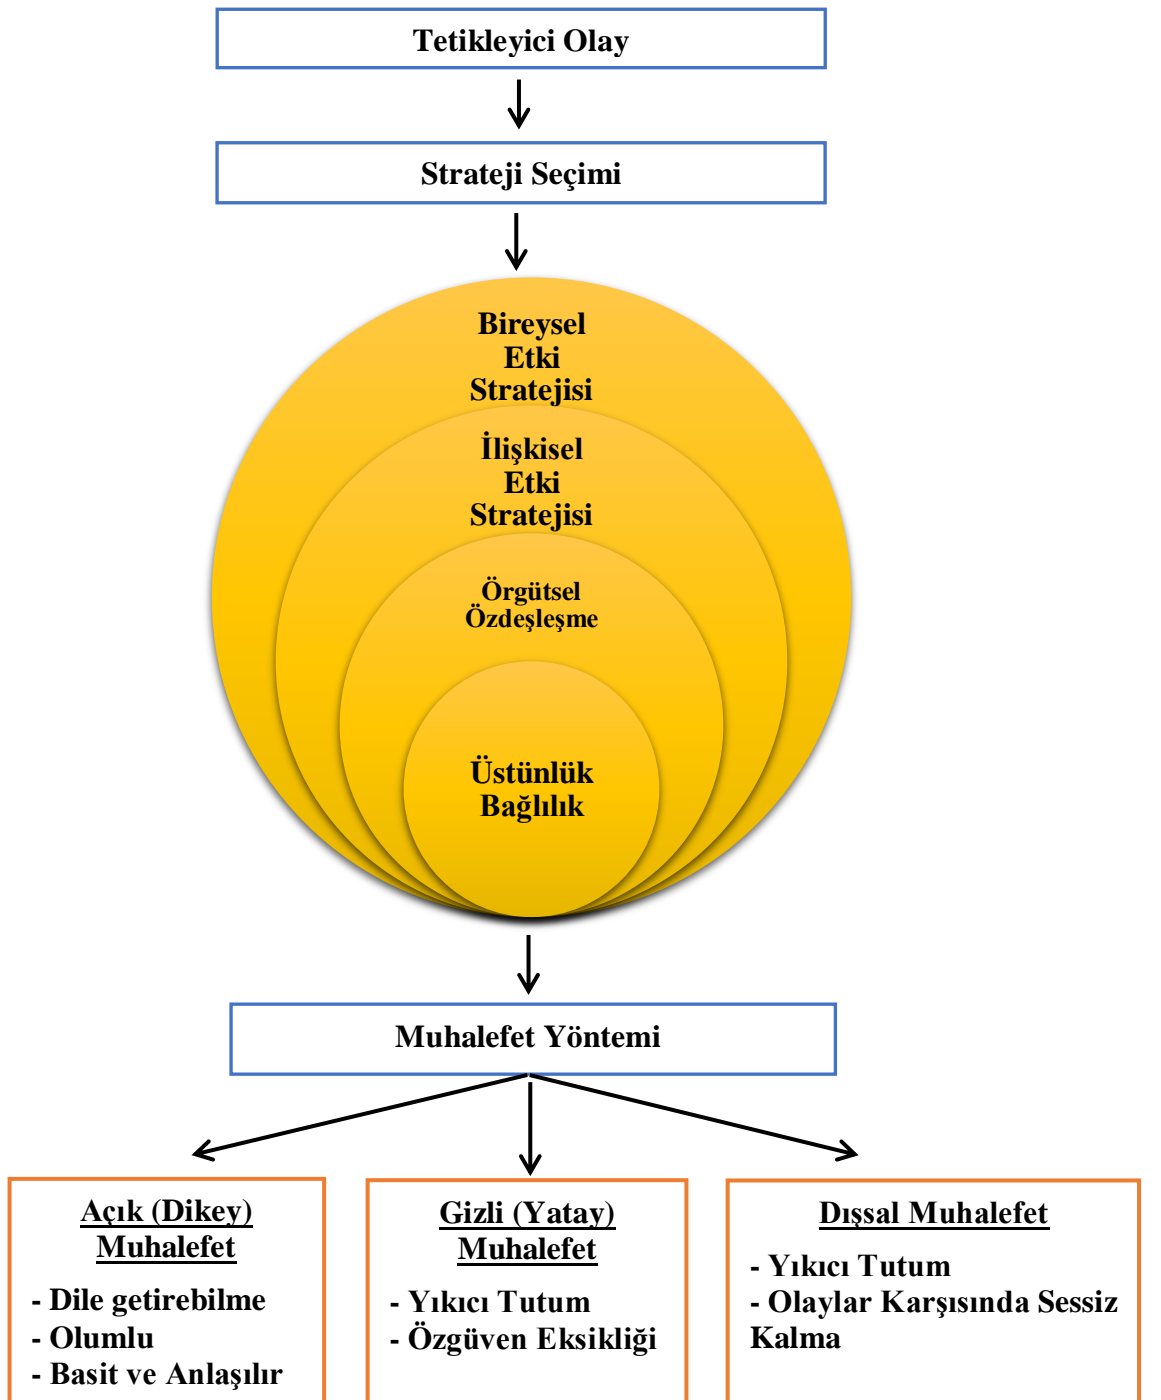 Tetikleyici Olay
Strateji Seçimi
Bireysel
Etki
Stratejisi
İlişkisel
Etki
Stratejisi
Örgütsel
Özdeşleşme
Üstünlük
Bağlılık
Muhalefet Yöntemi
Açık (Dikey)
Muhalefet
- Dile getirebilme
- Olumlu
- Basit ve Anlaşılır
Gizli (Yatay)
Muhalefet
- Yıkıcı Tutum
- Özgüven Eksikliği
Dışsal Muhalefet
- Yıkıcı Tutum
- Olaylar Karşısında Sessiz
Kalma